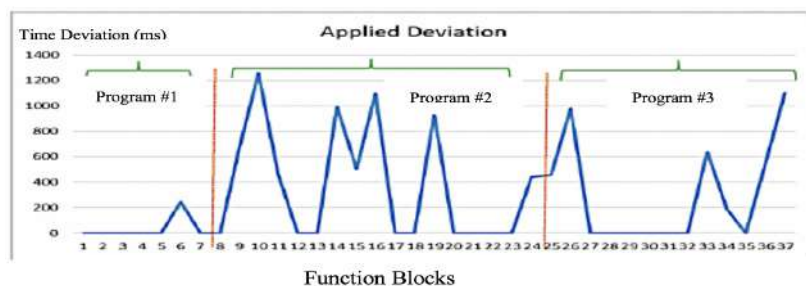 Applied Deviation
Time Deviation (ms)
1400
1200
1000
800
600
400
200
0
Program #1
Program #2
Program #3
1 2 3 4 5 6 7 8 9 10 11 12 13 14 15 16 17 18 19 20 21 22 23 24 25 26 27 28 29 30 31 32 33 34 35 36 37
Function Blocks